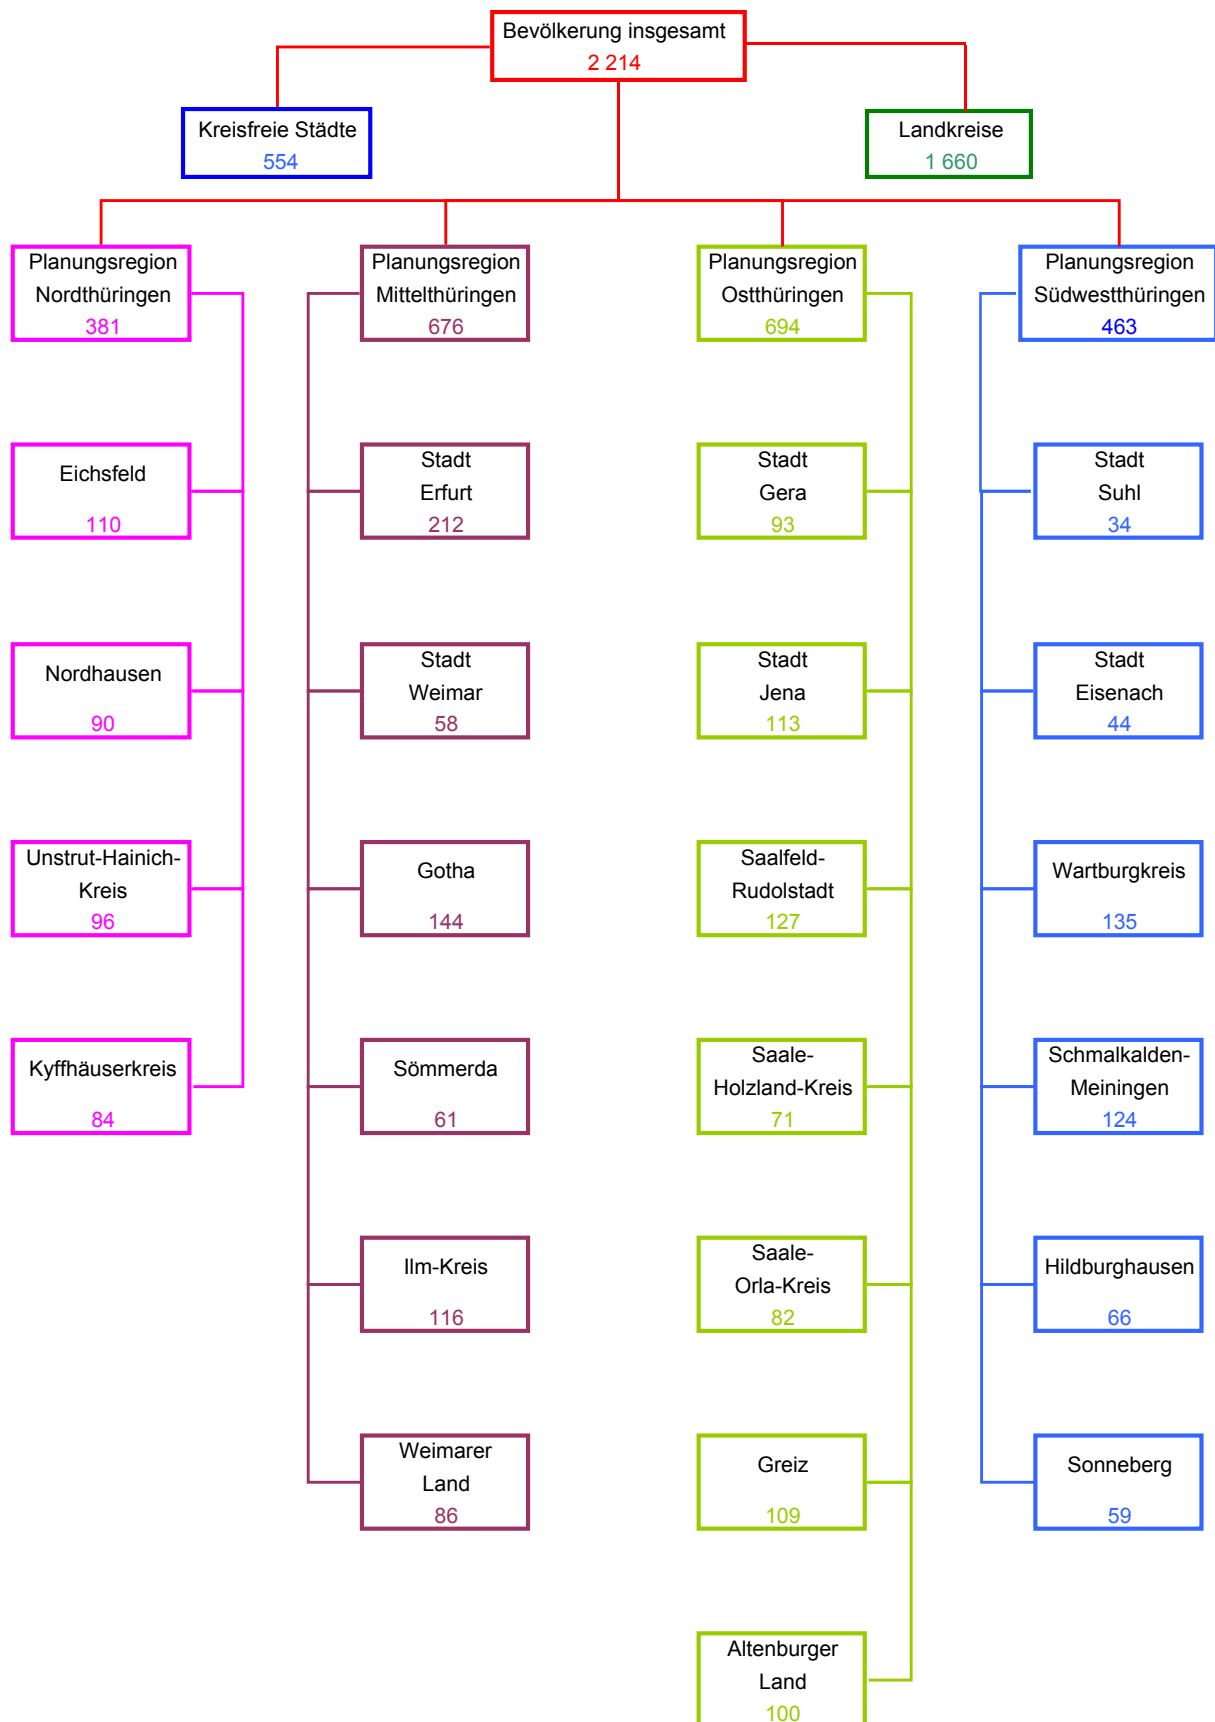 Bevölkerung insgesamt
2 214
Kreisfreie Städte
554
Landkreise
1 660
Planungsregion
Nordthüringen
381
Eichsfeld
110
Nordhausen
90
Unstrut-Hainich-
Kreis
96
Kyffhäuserkreis
84
Planungsregion
Mittelthüringen
676
Stadt
Erfurt
212
Stadt
Weimar
58
Gotha
144
Sömmerda
61
Ilm-Kreis
116
Weimarer
Land
86
Planungsregion
Ostthüringen
694
Stadt
Gera
93
Stadt
Jena
113
Saalfeld-
Rudolstadt
127
Saale-
Holzland-Kreis
71
Saale-
Orla-Kreis
82
Greiz
109
Altenburger
Land
100
Planungsregion
Südwestthüringen
463
Stadt
Suhl
34
Stadt
Eisenach
44
Wartburgkreis
135
Schmalkalden-
Meiningen
124
Hildburghausen
66
Sonneberg
59